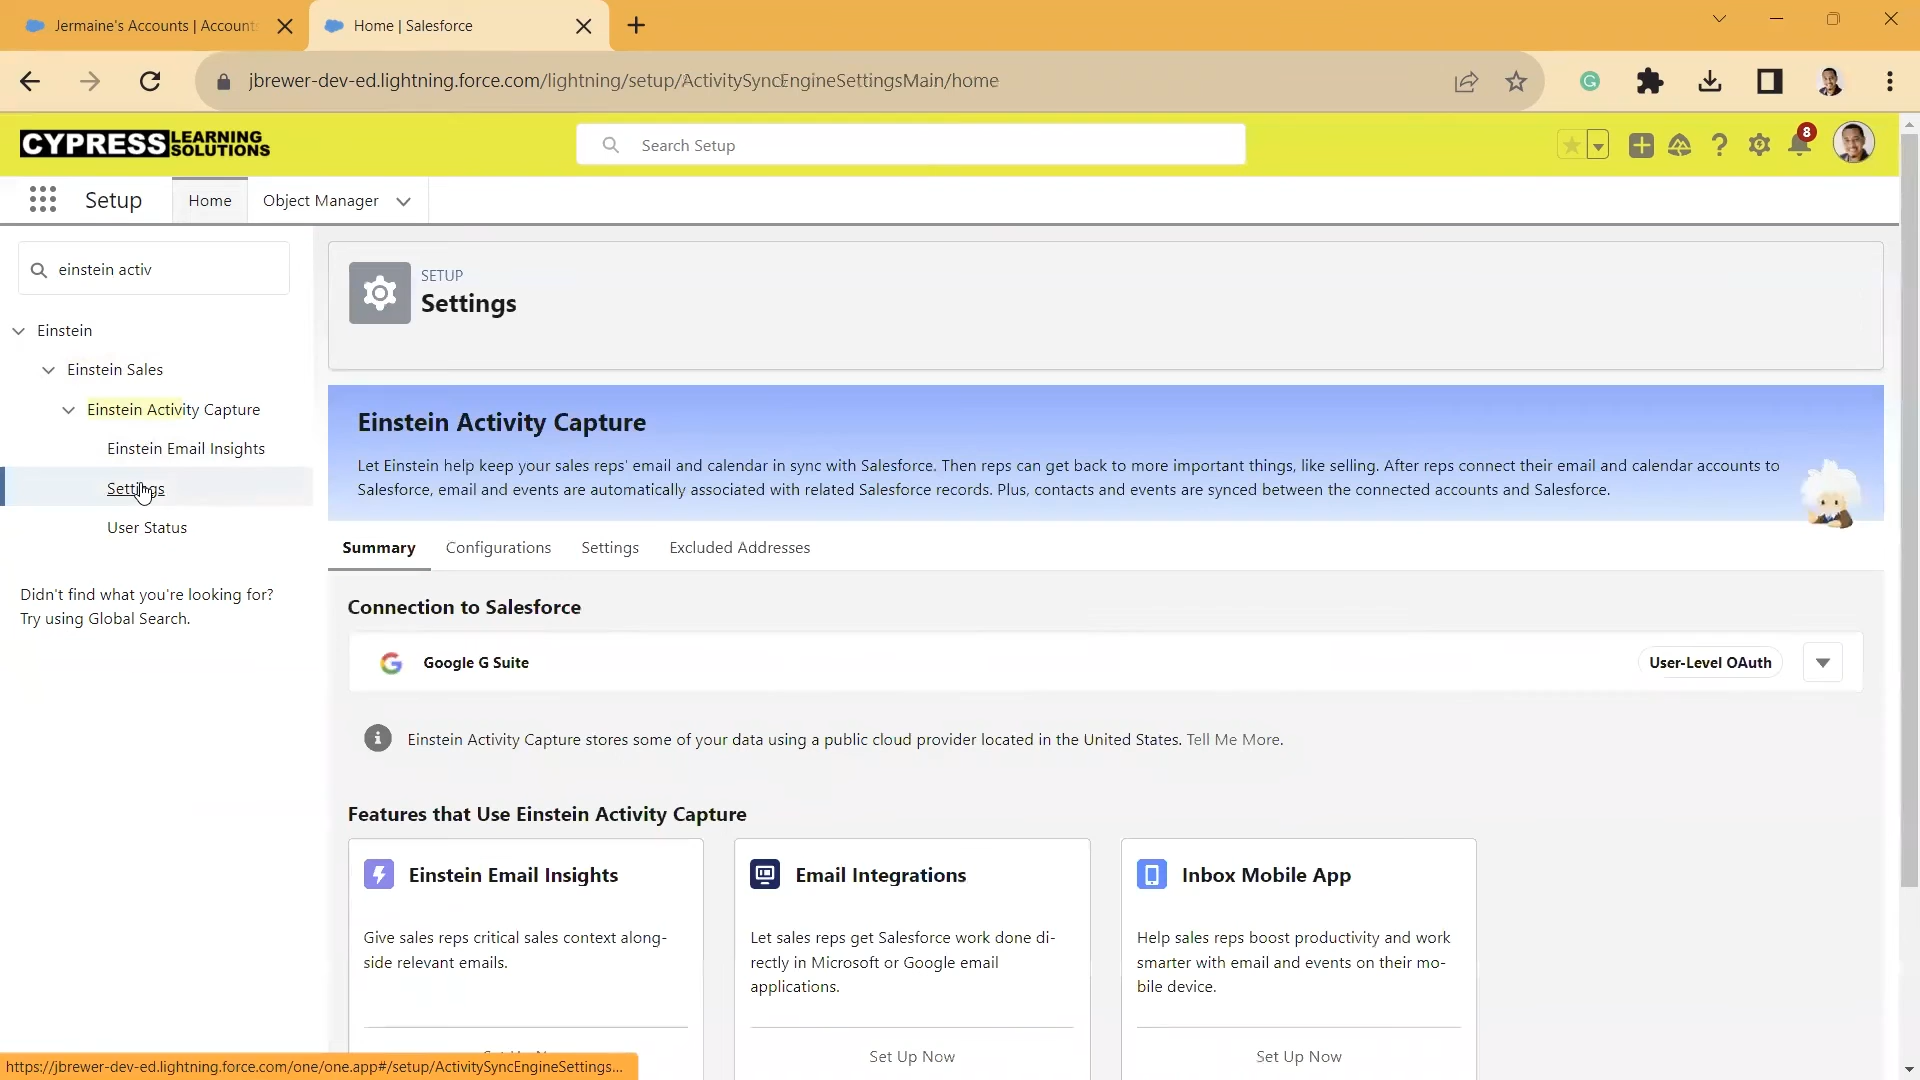 Jermaine's Accounts | Account
Home | Salesforce
jbrewer-dev-ed.lightning.force.com/lightning/setup/ActivitySyncEngineSettingsMain/home
CYPRESS LEARNING SOLUTIONS
Search Setup
8
Setup
Home
Object Manager
einstein activ
Einstein
Einstein Sales
Einstein Activity Capture
Einstein Email Insights
Settings
User Status
Didn't find what you're looking for?
Try using Global Search.
SETUP
Settings
Einstein Activity Capture
Let Einstein help keep your sales reps' email and calendar in sync with Salesforce. Then reps can get back to more important things, like selling. After reps connect their email and calendar accounts to
Salesforce, email and events are automatically associated with related Salesforce records. Plus, contacts and events are synced between the connected accounts and Salesforce.
Summary
Configurations
Settings
Excluded Addresses
Connection to Salesforce
Google G Suite
User-Level OAuth
Einstein Activity Capture stores some of your data using a public cloud provider located in the United States. Tell Me More.
Features that Use Einstein Activity Capture
Einstein Email Insights
Give sales reps critical sales context along-
side relevant emails.
Email Integrations
Let sales reps get Salesforce work done di-
rectly in Microsoft or Google email
applications.
Set Up Now
Inbox Mobile App
Help sales reps boost productivity and work
smarter with email and events on their mo-
bile device.
Set Up Now
https://jbrewer-dev-ed.lightning.force.com/one/one.app#/setup/ActivitySyncEngineSettings...